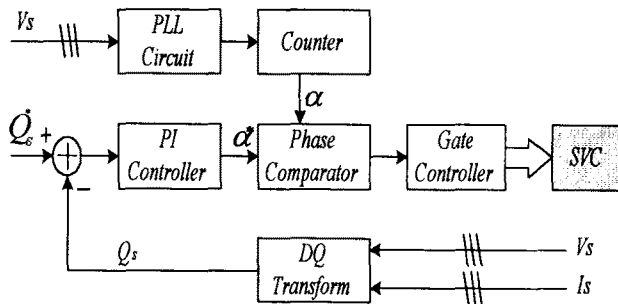 Vs
PLL
Circuit
Counter
α
Q̇s
+
PI
Controller
α*
Phase
Comparator
Gate
Controller
SVC
−
Qs
DQ
Transform
Vs
Is